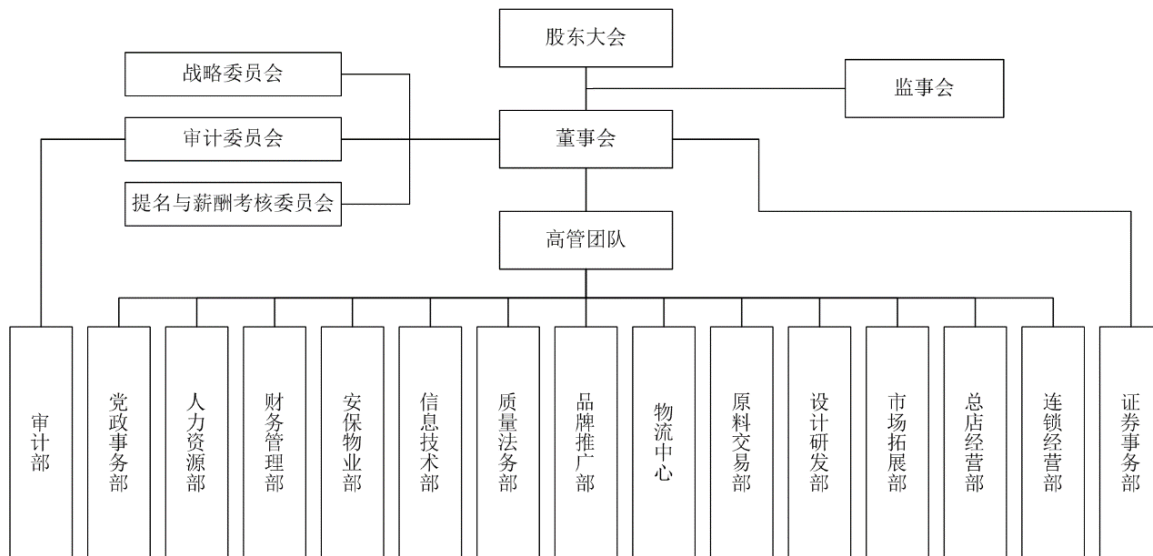 股东大会
战略委员会
监事会
审计委员会
董事会
提名与薪酬考核委员会
高管团队
审计部
党政事务部
人力资源部
财务管理部
安保物业部
信息技术部
质量法务部
品牌推广部
物流中心
原料交易部
设计研发部
市场拓展部
总店经营部
连锁经营部
证券事务部